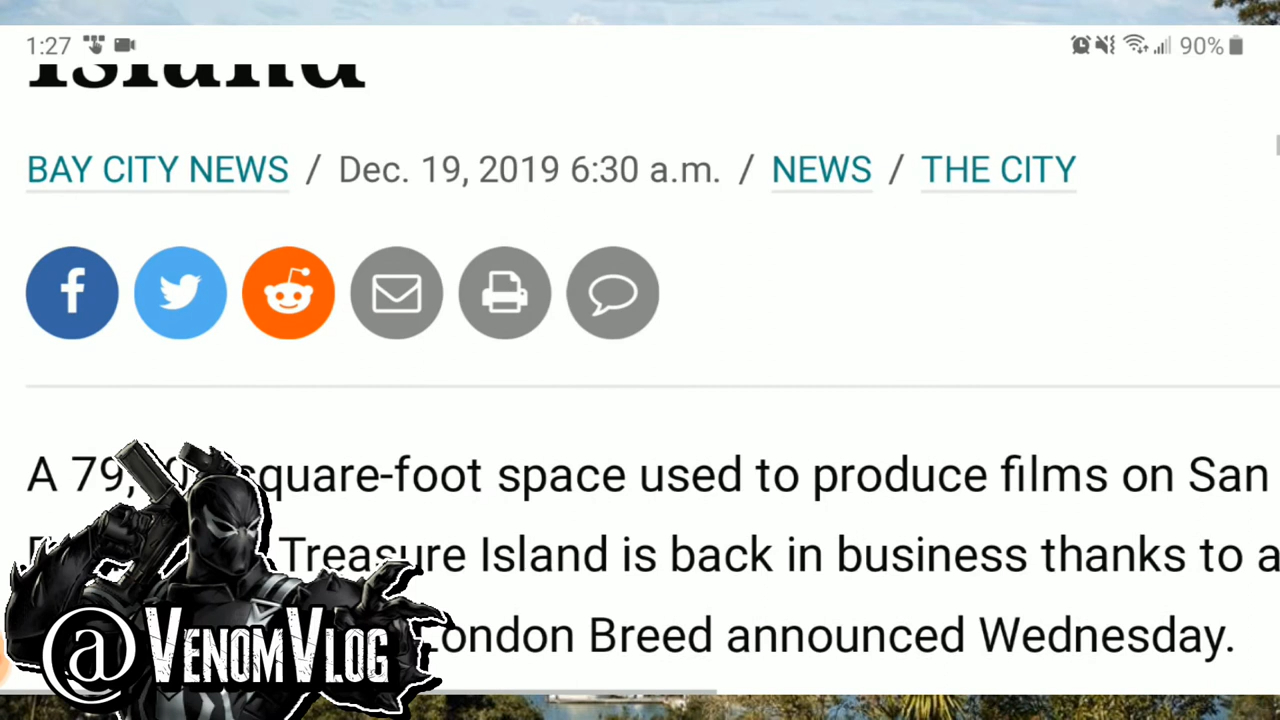 1:27 90%
Island
BAY CITY NEWS / Dec. 19, 2019 6:30 a.m. / NEWS / THE CITY
A 79, square-foot space used to produce films on San
Treasure Island is back in business thanks to a
London Breed announced Wednesday.
@VENOMVLOG